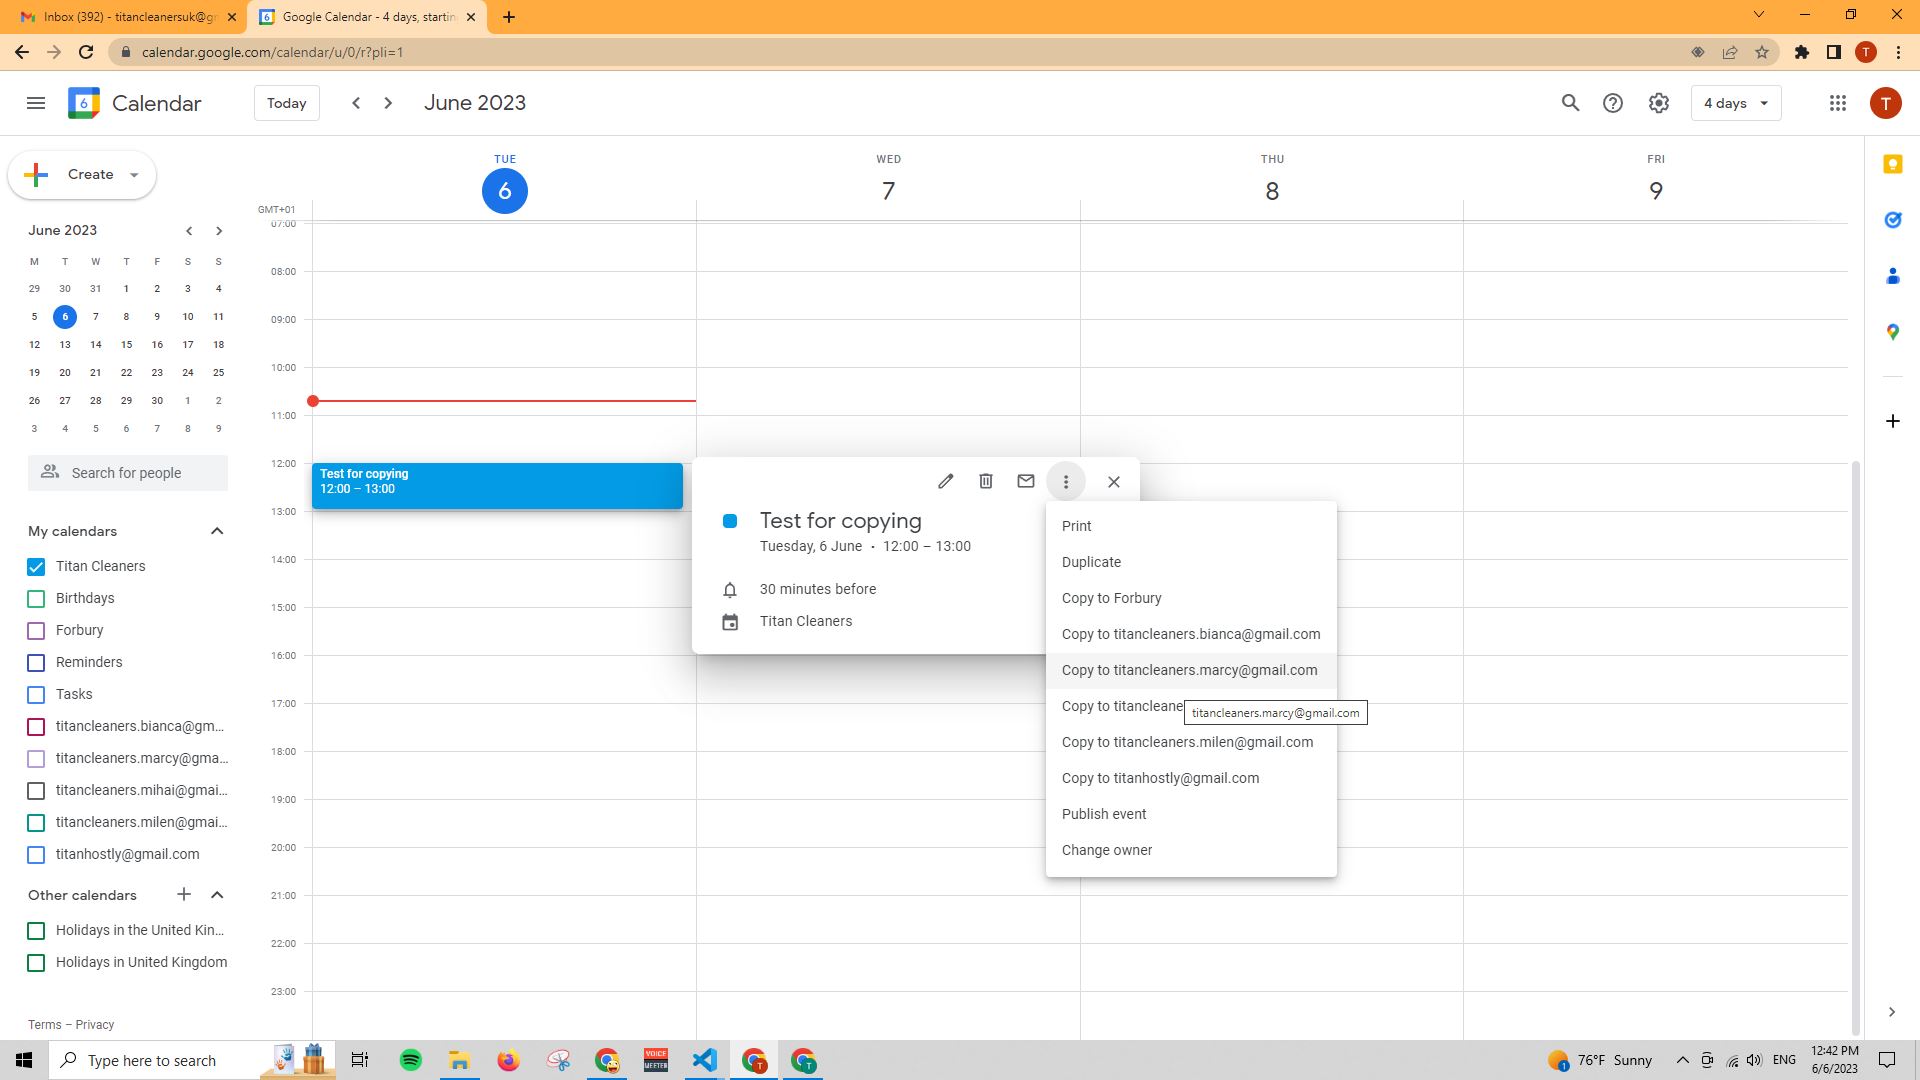 Inbox (392) - titancleanersuk@gm
Google Calendar - 4 days, startin
calendar.google.com/calendar/u/0/r?pli=1
T
6
Calendar
Today
June 2023
4 days
T
Create
TUE
WED
THU
FRI
6
7
8
9
GMT+01
June 2023
M T W T F S S
29 30 31 1 2 3 4
5 6 7 8 9 10 11
12 13 14 15 16 17 18
19 20 21 22 23 24 25
26 27 28 29 30 1 2
3 4 5 6 7 8 9
Search for people
My calendars
Titan Cleaners
Birthdays
Forbury
Reminders
Tasks
titancleaners.bianca@gm...
titancleaners.marcy@gma...
titancleaners.mihai@gmai...
titancleaners.milen@gmai...
titanhostly@gmail.com
Other calendars
Holidays in the United Kin...
Holidays in United Kingdom
Terms – Privacy
07:00
08:00
09:00
10:00
11:00
12:00
13:00
14:00
15:00
16:00
17:00
18:00
19:00
20:00
21:00
22:00
23:00
Test for copying
12:00 – 13:00
Test for copying
Tuesday, 6 June · 12:00 – 13:00
30 minutes before
Titan Cleaners
Print
Duplicate
Copy to Forbury
Copy to titancleaners.bianca@gmail.com
Copy to titancleaners.marcy@gmail.com
Copy to titancleane
titancleaners.marcy@gmail.com
Copy to titancleaners.milen@gmail.com
Copy to titanhostly@gmail.com
Publish event
Change owner
Type here to search
VOICE
MEETER
T
T
1
76°F Sunny
ENG
12:42 PM
6/6/2023